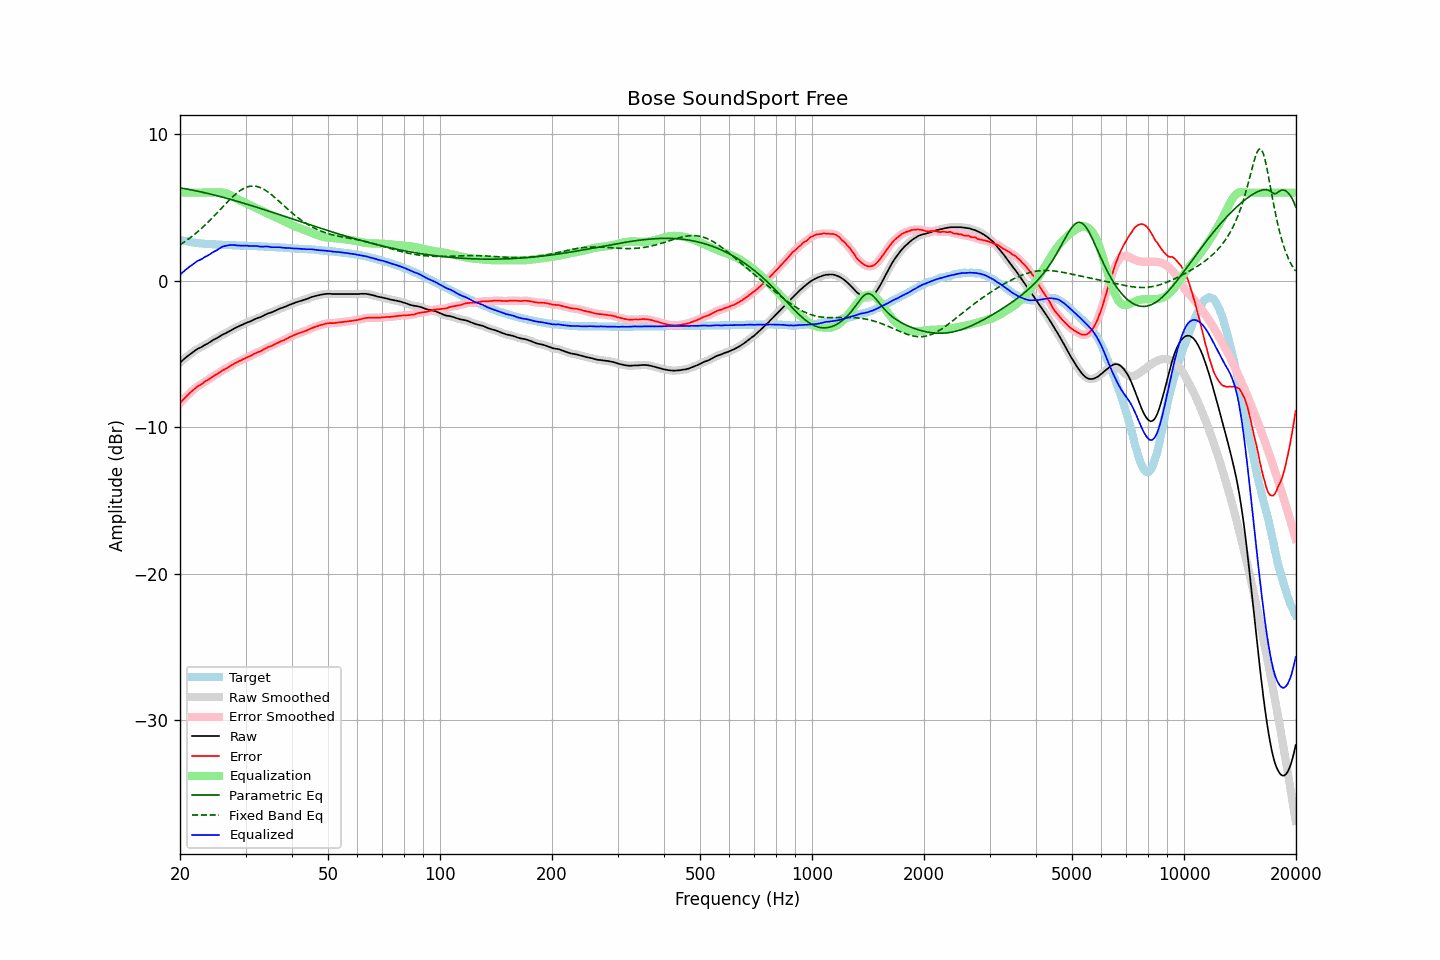 Bose SoundSport Free
10
0
−10
−20
−30
Amplitude (dBr)
Target
Raw Smoothed
Error Smoothed
Raw
Error
Equalization
Parametric Eq
Fixed Band Eq
Equalized
20 50 100 200 500 1000 2000 5000 10000 20000
Frequency (Hz)